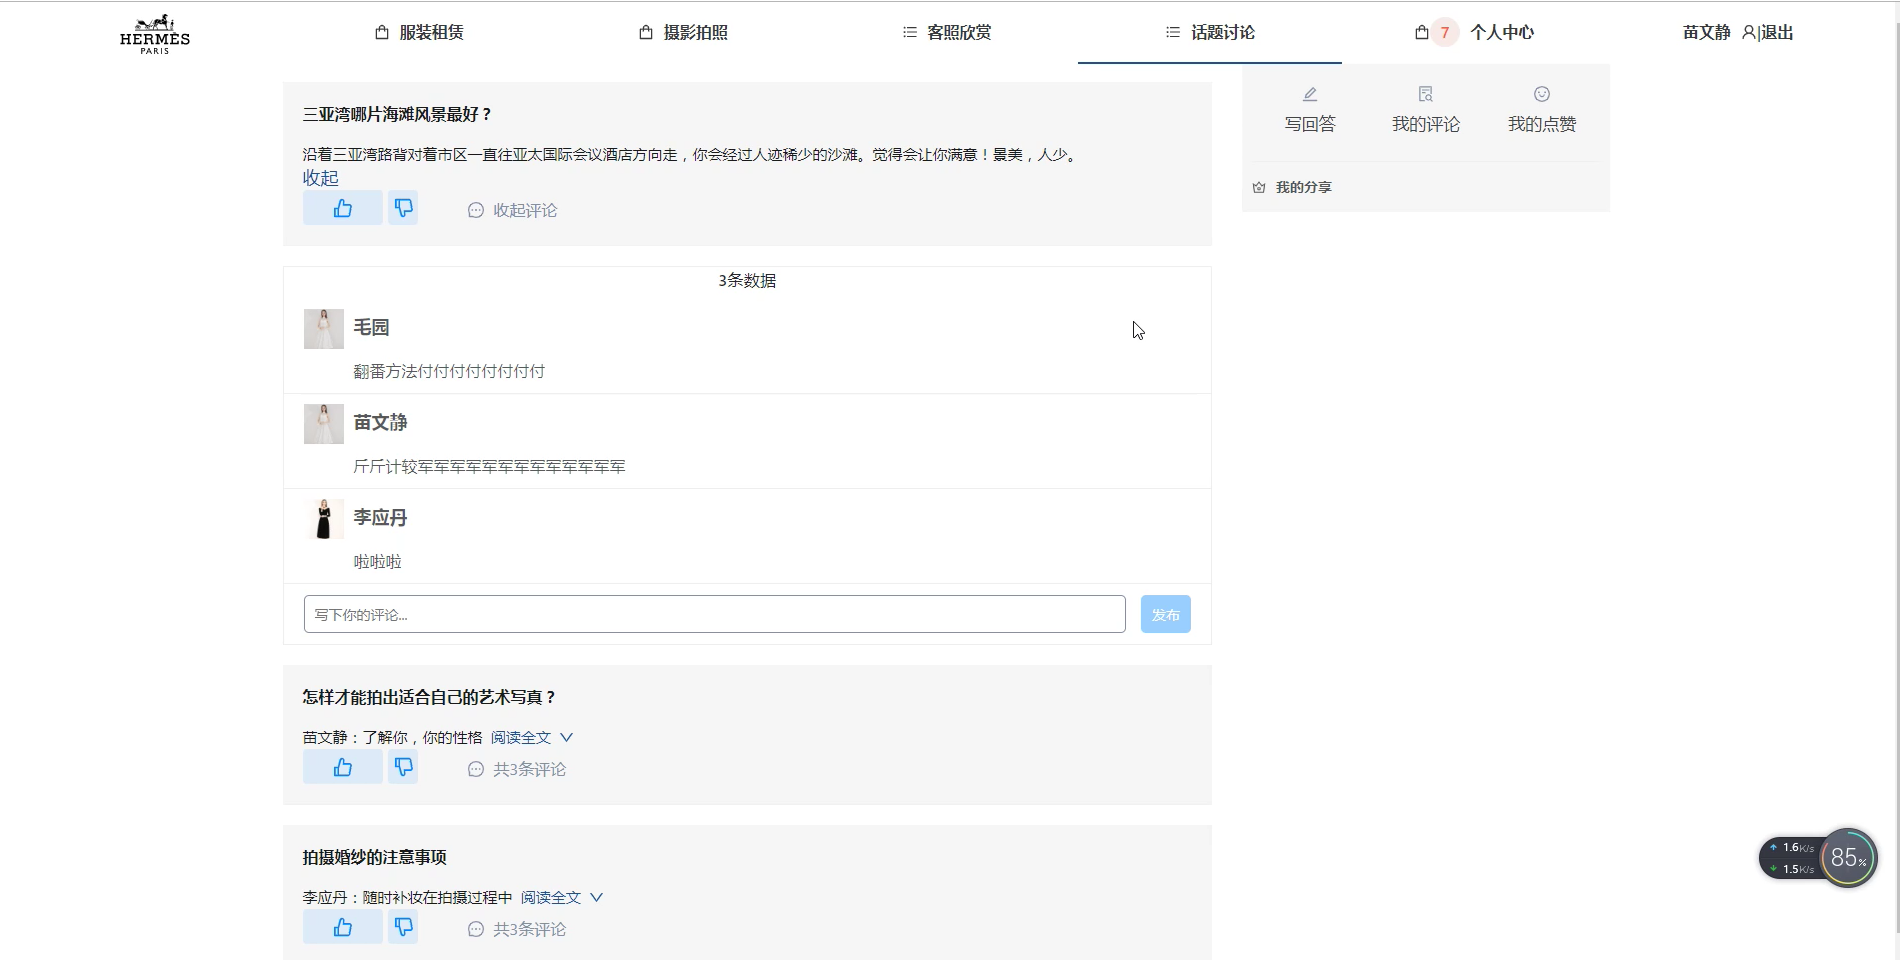 HERMÈS
PARIS
服装租赁
摄影拍照
客照欣赏
话题讨论
7 个人中心
苗文静 |退出
三亚湾哪片海滩风景最好？
沿着三亚湾路背对着市区一直往亚太国际会议酒店方向走，你会经过人迹稀少的沙滩。觉得会让你满意！景美，人少。
收起
收起评论
写回答
我的评论
我的点赞
我的分享
3条数据
毛园
翻番方法付付付付付付付付
苗文静
斤斤计较军军军军军军军军军军军军军
李应丹
啦啦啦
写下你的评论...
发布
怎样才能拍出适合自己的艺术写真？
苗文静：了解你，你的性格 阅读全文
共3条评论
拍摄婚纱的注意事项
李应丹：随时补妆在拍摄过程中 阅读全文
共3条评论
1.6K/s
1.5K/s
85%